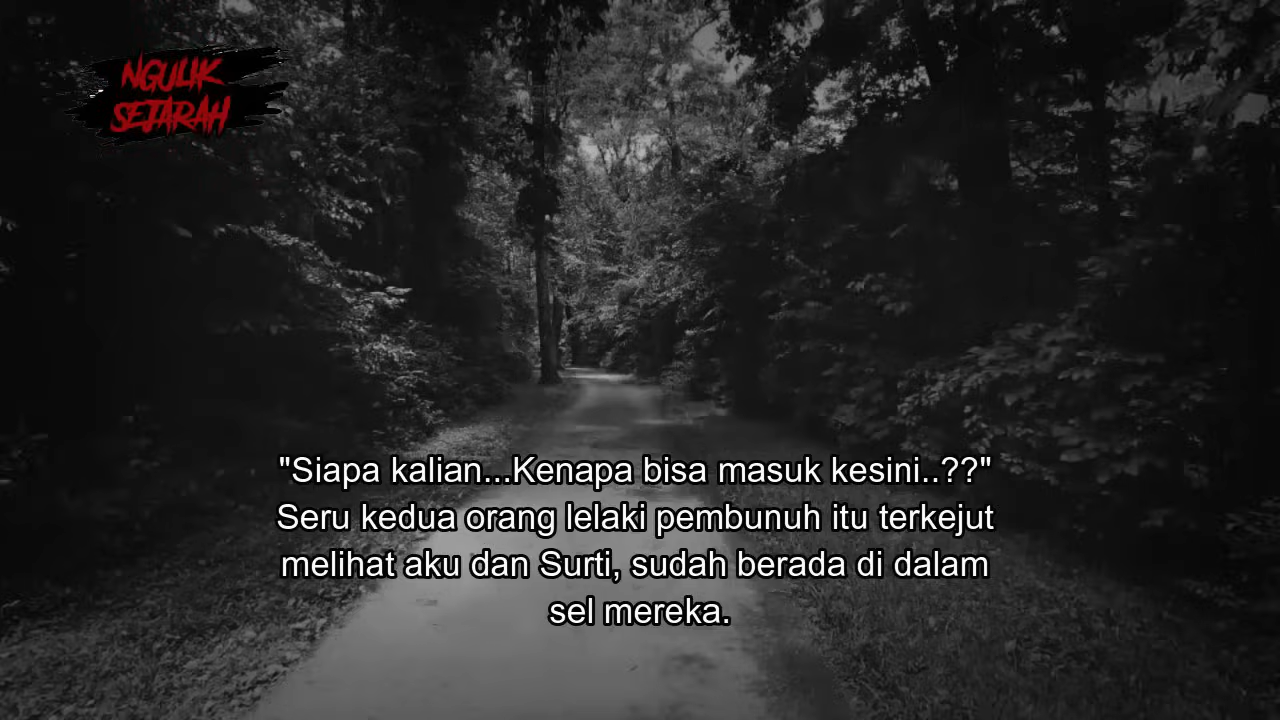 NGULIK
SEJARAH
"Siapa kalian...Kenapa bisa masuk kesini..??"
Seru kedua orang lelaki pembunuh itu terkejut
melihat aku dan Surti, sudah berada di dalam
sel mereka.